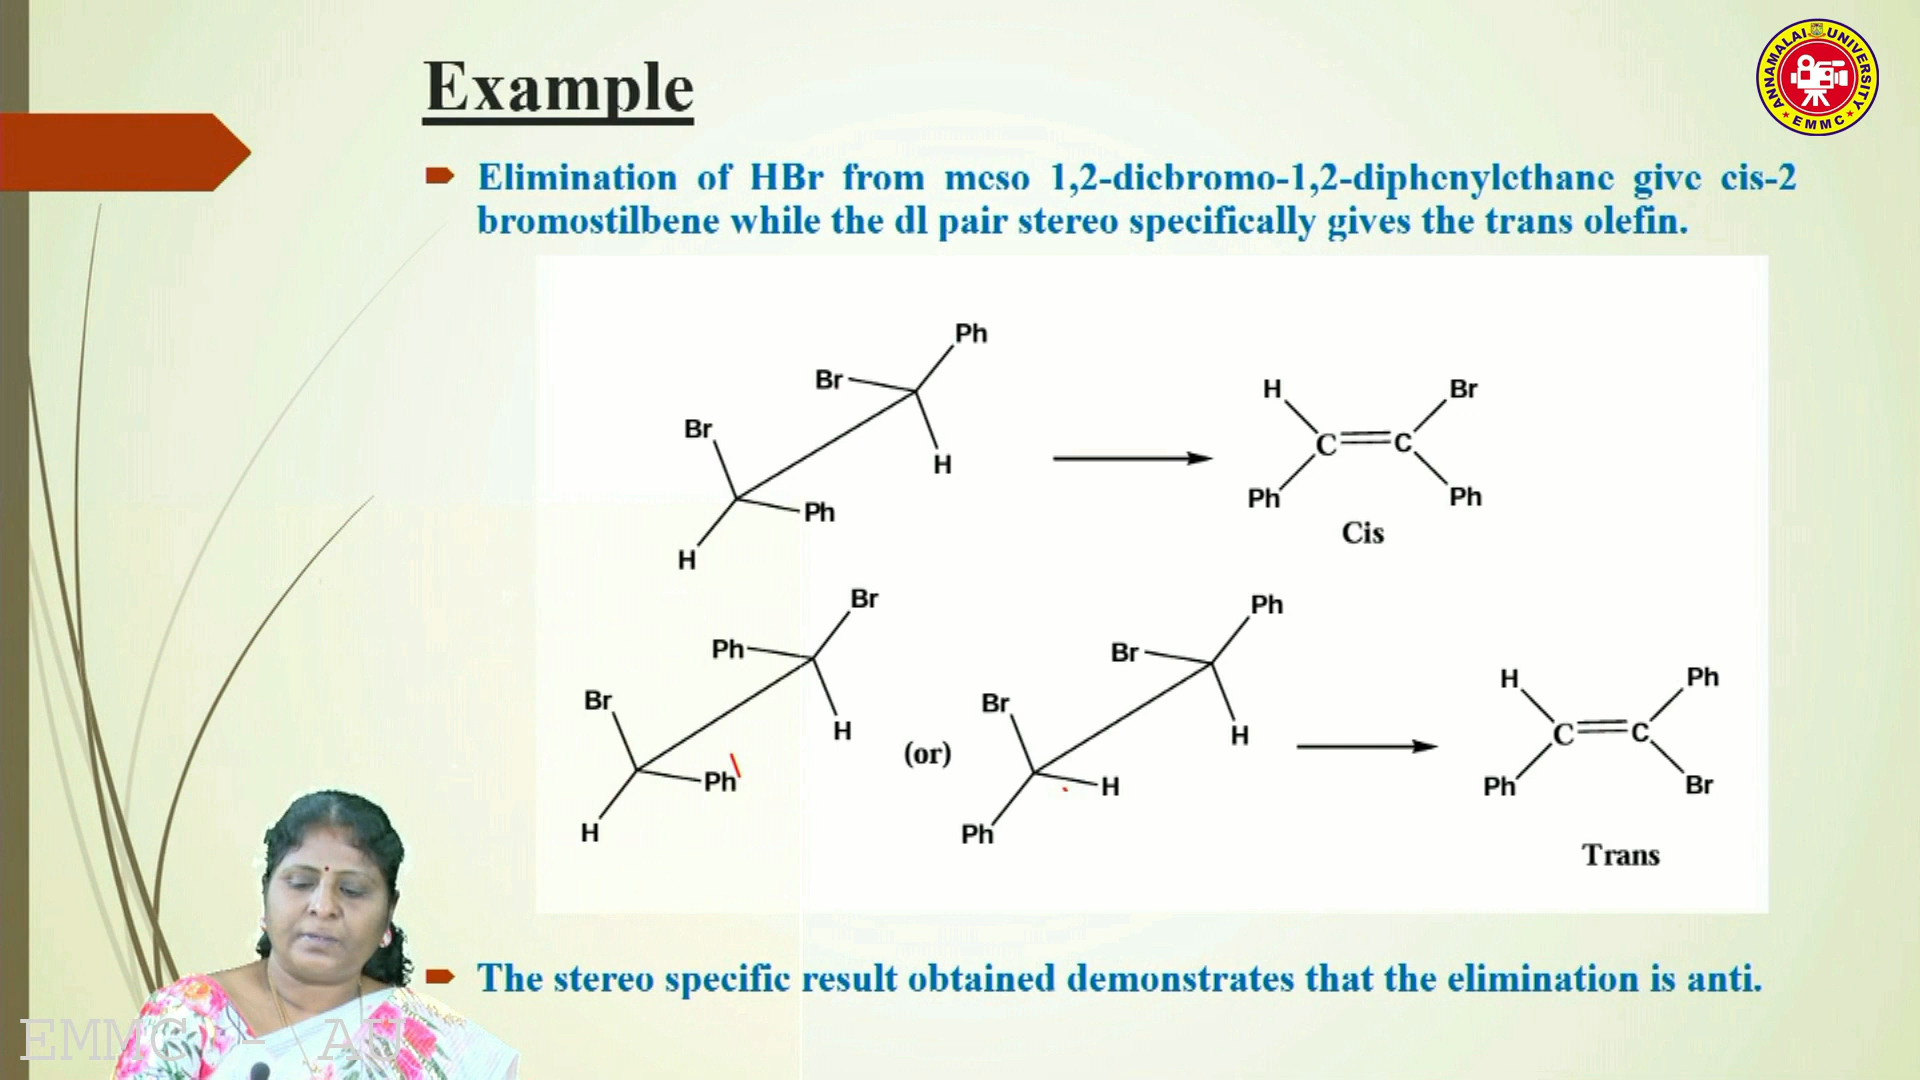 Example
Elimination of HBr from meso 1,2-diebromo-1,2-diphenylethane give cis-2
bromostilbene while the dl pair stereo specifically gives the trans olefin.
Ph
Br
Br
H
Ph
H
H
Br
C
C
Ph
Ph
Cis
Br
Ph
Br
H
Ph
H
(or)
Ph
Br
Br
H
H
Ph
H
Ph
C
C
Ph
Br
Trans
The stereo specific result obtained demonstrates that the elimination is anti.
ANNAMALAI UNIVERSITY
EMMC
EMMC - AU